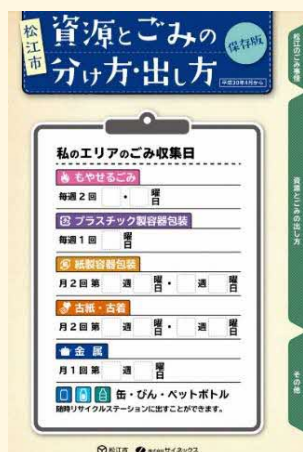 松江市
資源とごみの
分け方・出し方
保存版
平成30年4月から
私のエリアのごみ収集日
もやせるごみ
毎週2回 ・ 曜日
プラスチック製容器包装
毎週1回 曜日
紙製容器包装
月2回 第 週 曜日・ 週 曜日
古紙・古着
月2回 第 週 曜日・ 週 曜日
金属
月1回 第 週 曜日
缶・びん・ペットボトル
随時リサイクルステーションに出すことができます。
松江市 株式会社サイネックス
松江のごみ事情
資源とごみの出し方
その他